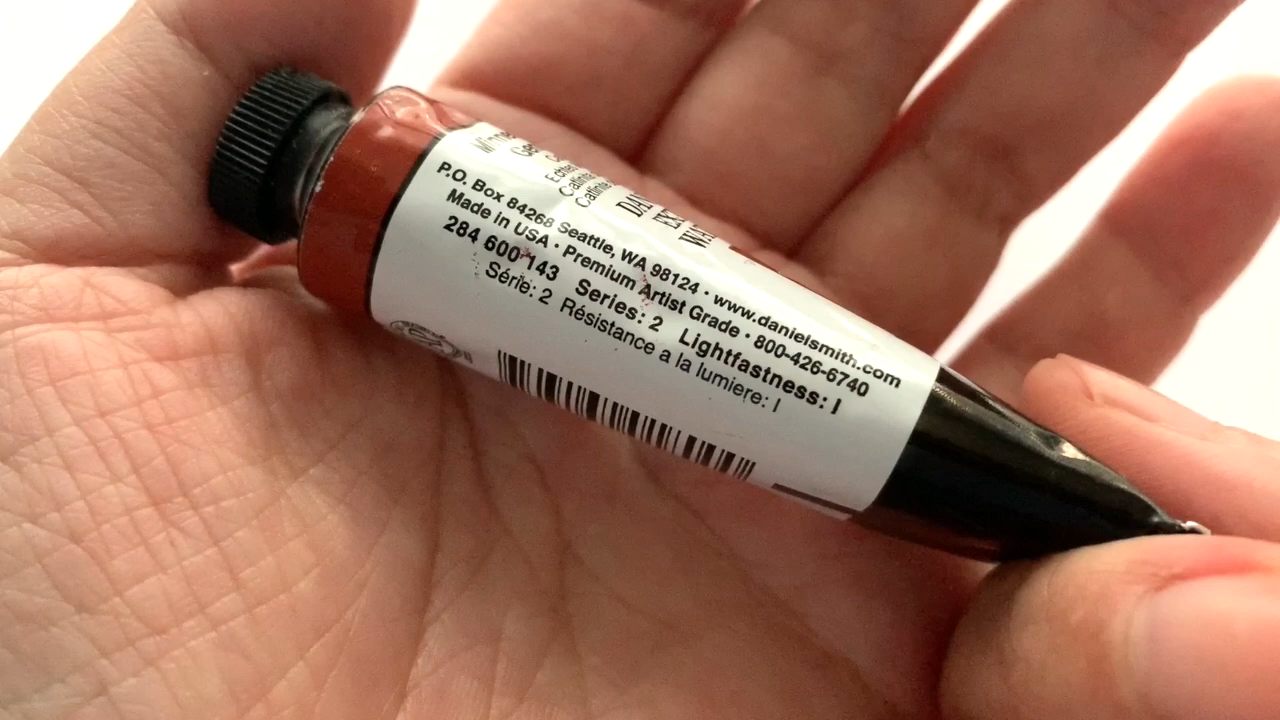 P.O. Box 84268 Seattle, WA 98124 · www.danielsmith.com
Made in USA · Premium Artist Grade · 800-426-6740
284 600 143 Series: 2 Lightfastness: I
Série: 2 Résistance a la lumiere: I